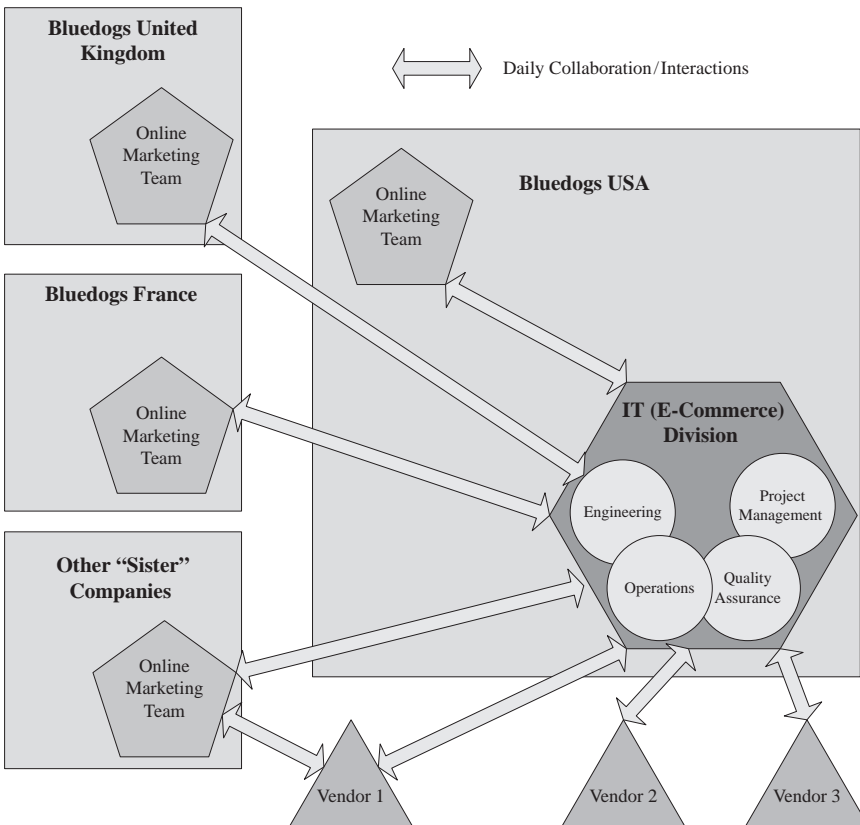 Bluedogs United
Kingdom
Online
Marketing
Team
Daily Collaboration/Interactions
Bluedogs USA
Online
Marketing
Team
Bluedogs France
Online
Marketing
Team
IT (E-Commerce)
Division
Engineering
Project
Management
Operations
Quality
Assurance
Other “Sister”
Companies
Online
Marketing
Team
Vendor 1
Vendor 2
Vendor 3